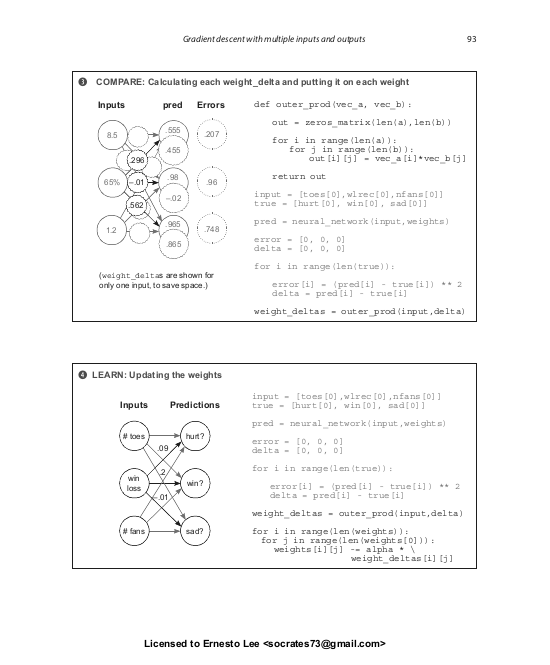 Gradient descent with multiple inputs and outputs 93
3 COMPARE: Calculating each weight_delta and putting it on each weight
Inputs pred Errors
8.5
65%
1.2
.296
–.01
.562
.555
.455
.98
–.02
.965
.865
.207
.96
.748
(weight_deltas are shown for
only one input, to save space.)
def outer_prod(vec_a, vec_b):
out = zeros_matrix(len(a),len(b))
for i in range(len(a)):
for j in range(len(b)):
out[i][j] = vec_a[i]*vec_b[j]
return out
input = [toes[0],wlrec[0],nfans[0]]
true = [hurt[0], win[0], sad[0]]
pred = neural_network(input,weights)
error = [0, 0, 0]
delta = [0, 0, 0]
for i in range(len(true)):
error[i] = (pred[i] - true[i]) ** 2
delta = pred[i] - true[i]
weight_deltas = outer_prod(input,delta)
4 LEARN: Updating the weights
Inputs Predictions
# toes
win
loss
# fans
.09
.2
–.01
hurt?
win?
sad?
input = [toes[0],wlrec[0],nfans[0]]
true = [hurt[0], win[0], sad[0]]
pred = neural_network(input,weights)
error = [0, 0, 0]
delta = [0, 0, 0]
for i in range(len(true)):
error[i] = (pred[i] - true[i]) ** 2
delta = pred[i] - true[i]
weight_deltas = outer_prod(input,delta)
for i in range(len(weights)):
for j in range(len(weights[0])):
weights[i][j] -= alpha * \
weight_deltas[i][j]
Licensed to Ernesto Lee <socrates73@gmail.com>